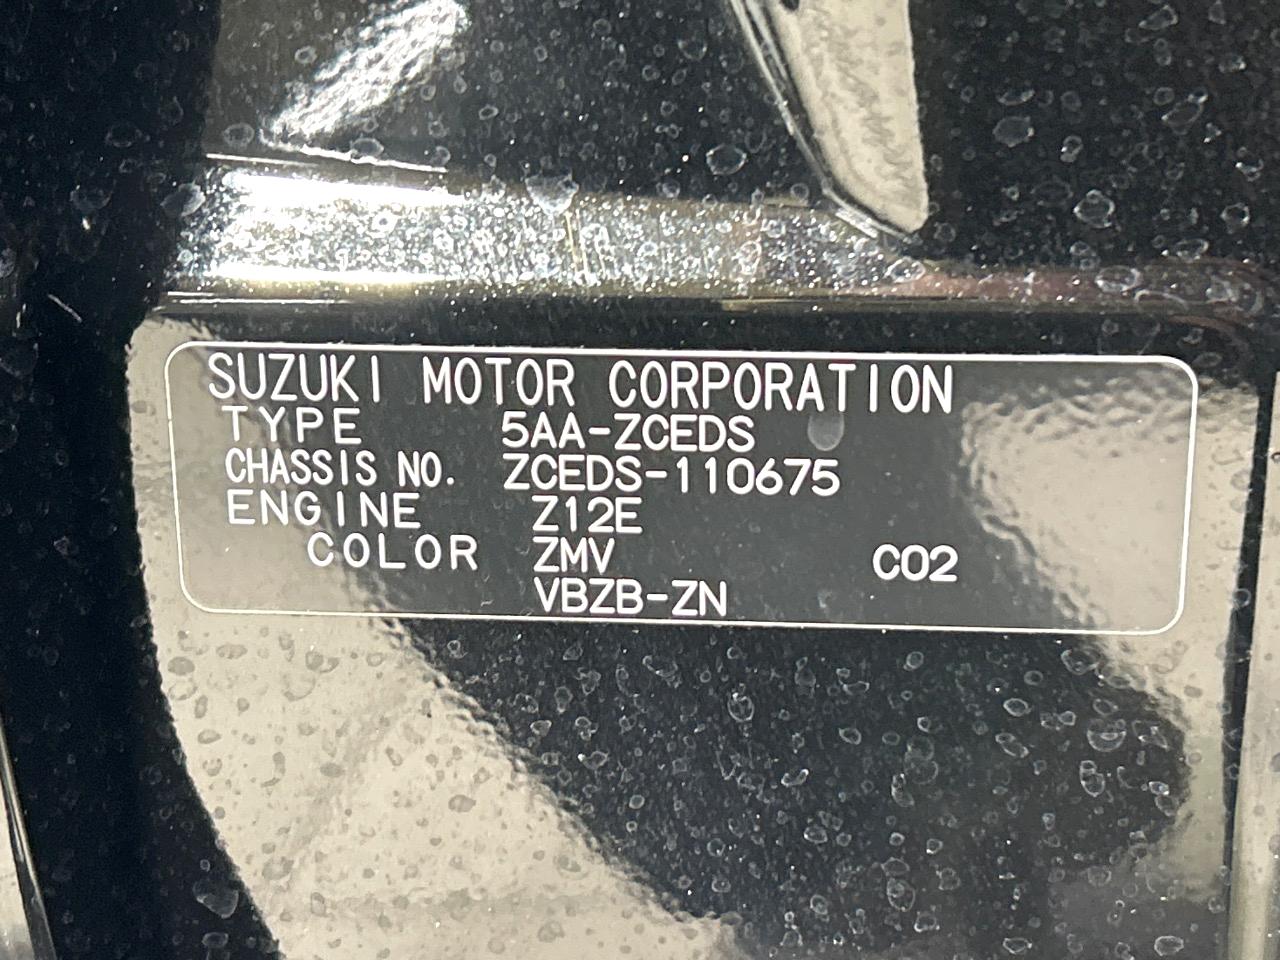 SUZUKI MOTOR CORPORATION
TYPE 5AA-ZCEDS
CHASSIS NO. ZCEDS-110675
ENGINE Z12E
COLOR ZMV C02
VBZB-ZN